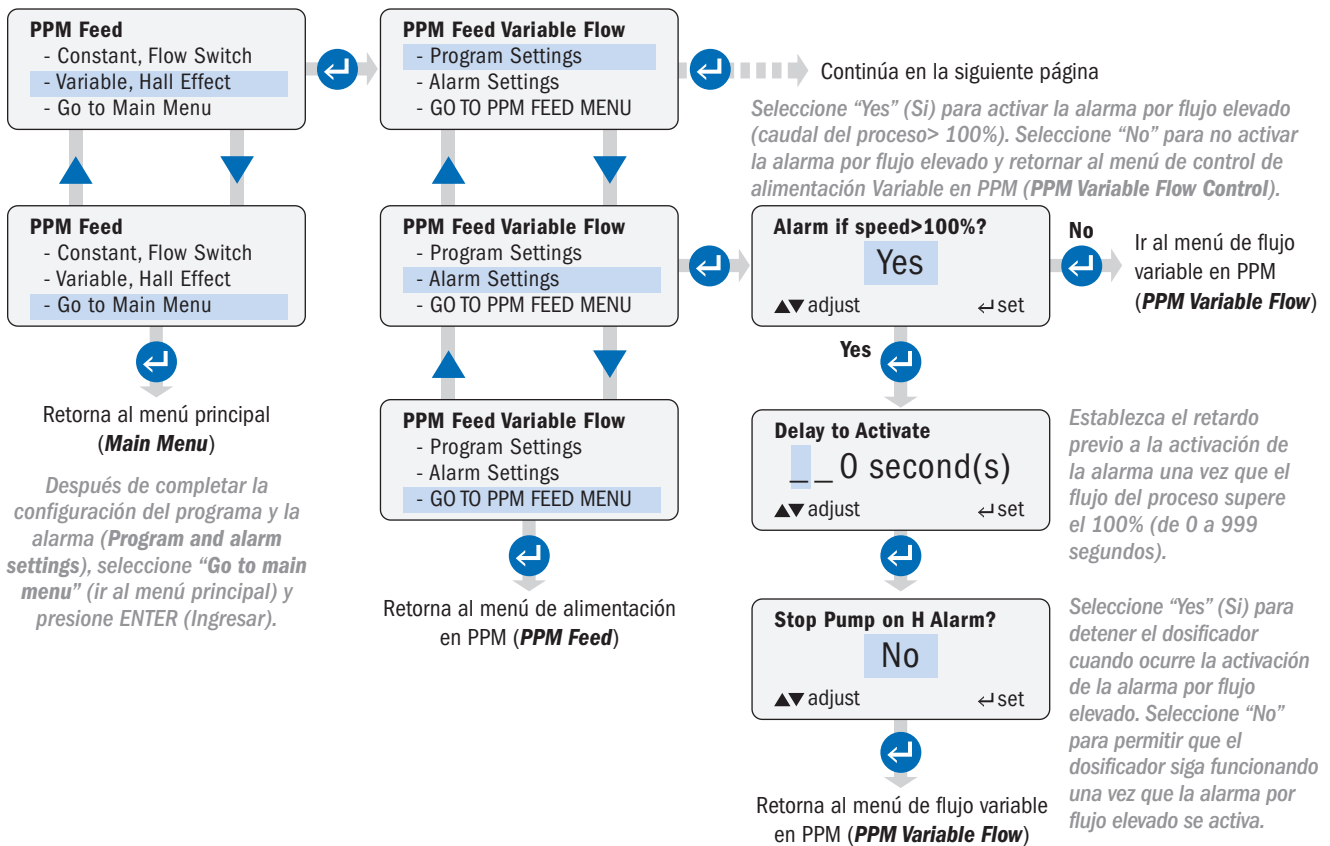 PPM Feed
- Constant, Flow Switch
- Variable, Hall Effect
- Go to Main Menu
PPM Feed Variable Flow
- Program Settings
- Alarm Settings
- GO TO PPM FEED MENU
Continúa en la siguiente página
Seleccione “Yes” (Si) para activar la alarma por flujo elevado
(caudal del proceso> 100%). Seleccione “No” para no activar
la alarma por flujo elevado y retornar al menú de control de
alimentación Variable en PPM (PPM Variable Flow Control).
PPM Feed
- Constant, Flow Switch
- Variable, Hall Effect
- Go to Main Menu
Retorna al menú principal
(Main Menu)
Después de completar la
configuración del programa y la
alarma (Program and alarm
settings), seleccione “Go to main
menu” (ir al menú principal) y
presione ENTER (Ingresar).
PPM Feed Variable Flow
- Program Settings
- Alarm Settings
- GO TO PPM FEED MENU
Alarm if speed>100%?
Yes
▲▼ adjust ↵ set
No
Ir al menú de flujo
variable en PPM
(PPM Variable Flow)
Yes
PPM Feed Variable Flow
- Program Settings
- Alarm Settings
- GO TO PPM FEED MENU
Retorna al menú de alimentación
en PPM (PPM Feed)
Delay to Activate
_ _ 0 second(s)
▲▼ adjust ↵ set
Establezca el retardo
previo a la activación de
la alarma una vez que el
flujo del proceso supere
el 100% (de 0 a 999
segundos).
Stop Pump on H Alarm?
No
▲▼ adjust ↵ set
Seleccione “Yes” (Si) para
detener el dosificador
cuando ocurre la activación
de la alarma por flujo
elevado. Seleccione “No”
para permitir que el
dosificador siga funcionando
una vez que la alarma por
flujo elevado se activa.
Retorna al menú de flujo variable
en PPM (PPM Variable Flow)